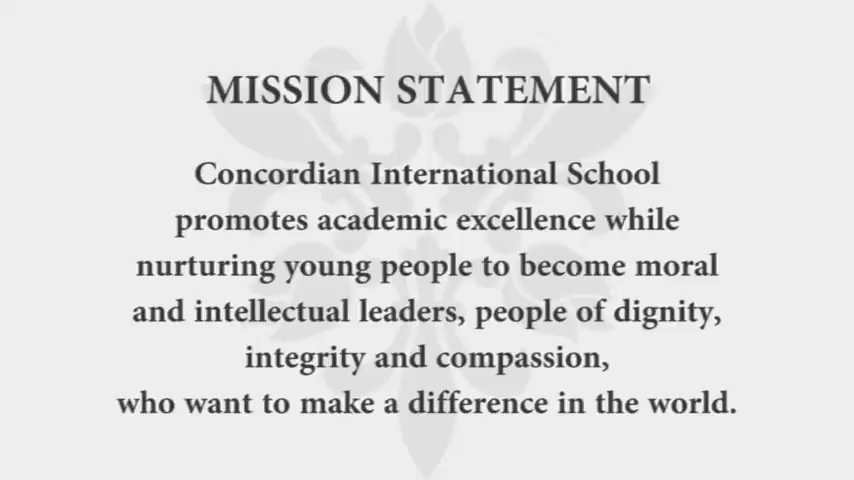 MISSION STATEMENT
Concordian International School
promotes academic excellence while
nurturing young people to become moral
and intellectual leaders, people of dignity,
integrity and compassion,
who want to make a difference in the world.